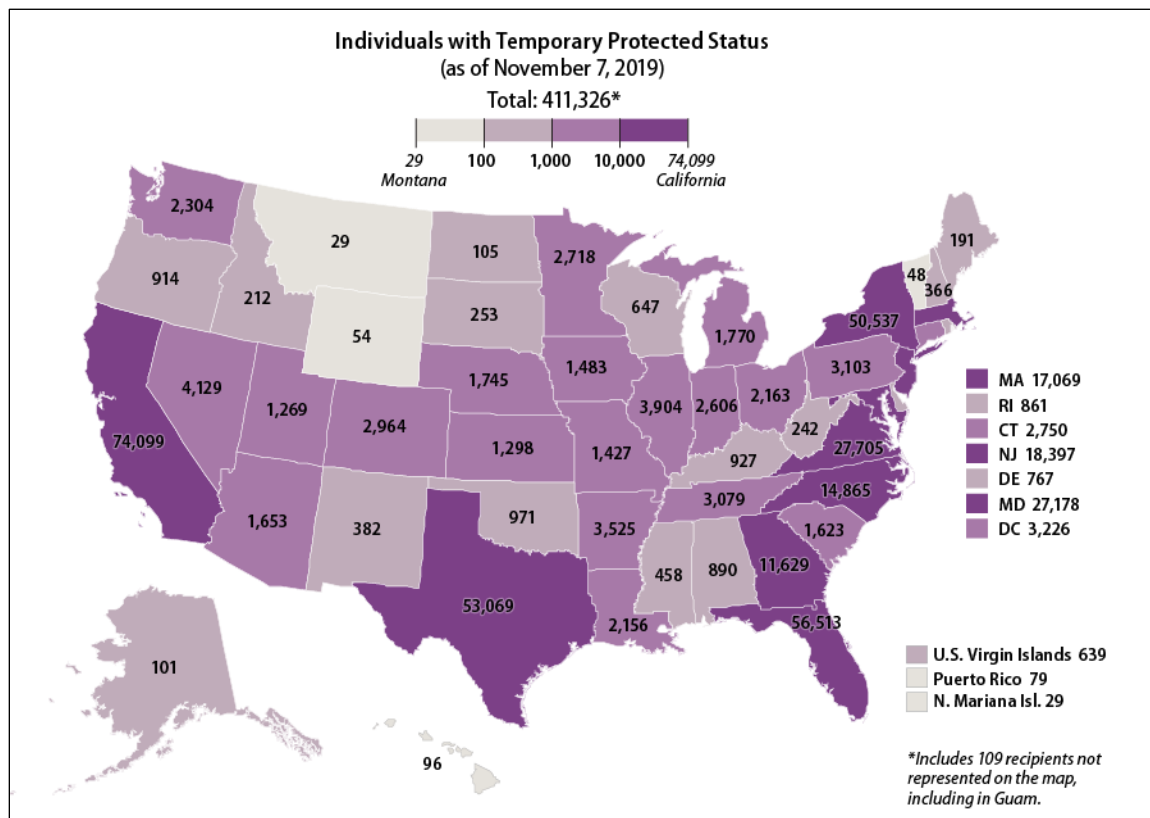 Individuals with Temporary Protected Status
(as of November 7, 2019)
Total: 411,326*
29 100 1,000 10,000 74,099
Montana California
2,304
29
105
2,718
191
914
212
253
647
48
366
54
1,770
50,537
4,129
1,269
2,964
1,745
1,483
3,904
2,606
2,163
3,103
242
27,705
74,099
1,298
1,427
927
14,865
1,653
382
971
3,525
3,079
1,623
458
890
11,629
53,069
2,156
56,513
101
96
MA 17,069
RI 861
CT 2,750
NJ 18,397
DE 767
MD 27,178
DC 3,226
U.S. Virgin Islands 639
Puerto Rico 79
N. Mariana Isl. 29
*Includes 109 recipients not
represented on the map,
including in Guam.